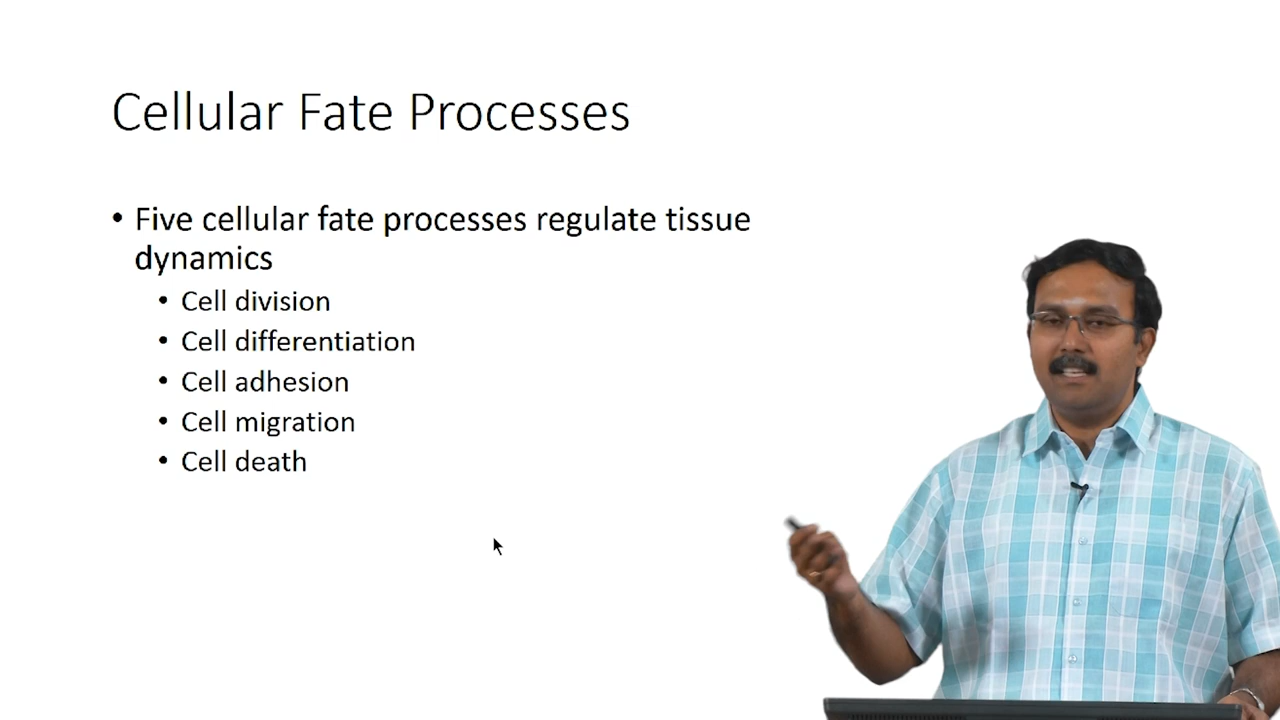 Cellular Fate Processes
• Five cellular fate processes regulate tissue
dynamics
• Cell division
• Cell differentiation
• Cell adhesion
• Cell migration
• Cell death